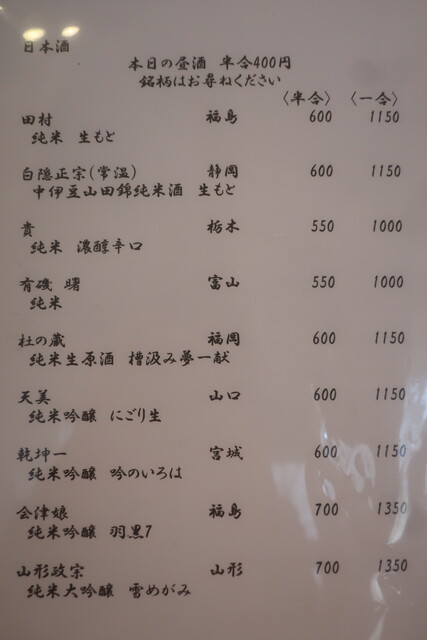 日本酒
本日の昼酒 半合400円
銘柄はお尋ねください
〈半合〉 〈一合〉
田村 福島 600 1150
純米 生もと
白隠正宗(常温) 静岡 600 1150
中伊豆山田錦純米酒 生もと
貴 栃木 550 1000
純米 濃醇辛口
有磯 曙 富山 550 1000
純米
杜の蔵 福岡 600 1150
純米生原酒 槽汲み夢一献
天美 山口 600 1150
純米吟醸 にごり生
乾坤一 宮城 600 1150
純米吟醸 吟のいろは
会津娘 福島 700 1350
純米吟醸 羽黒7
山形政宗 山形 700 1350
純米大吟醸 雪めがみ